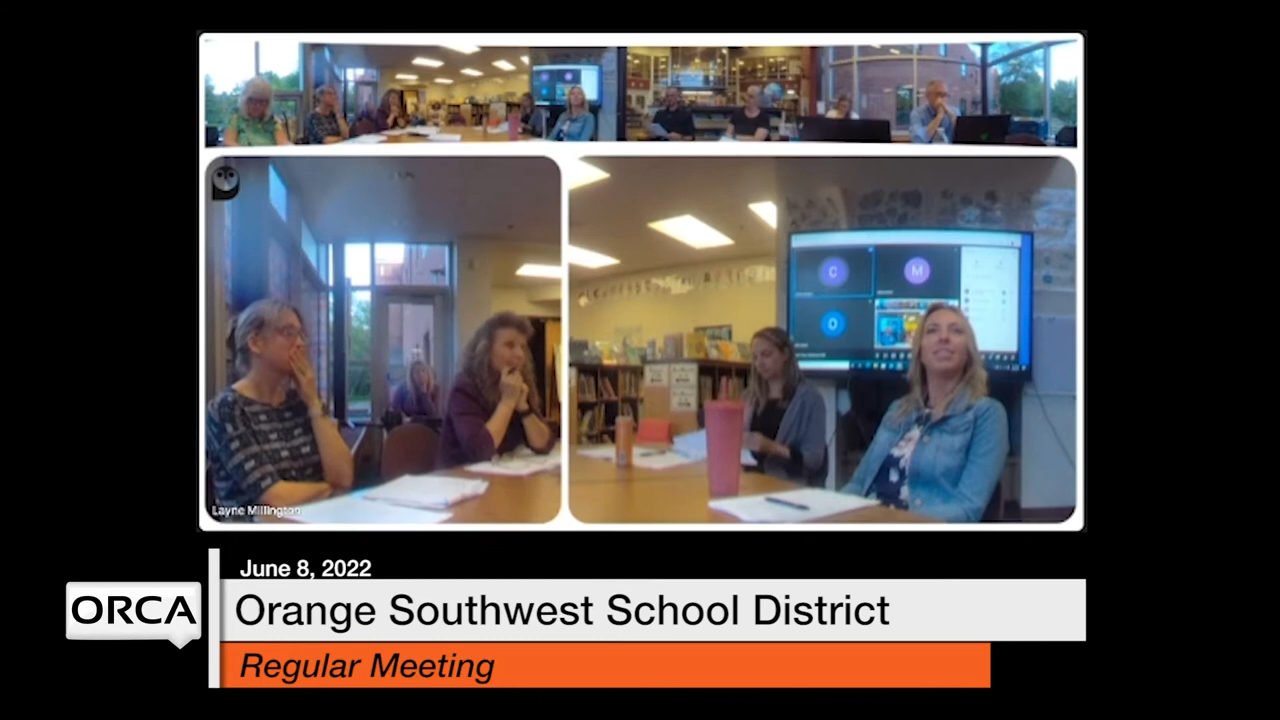 C
M
O
Layne Millington
June 8, 2022
ORCA
Orange Southwest School District
Regular Meeting